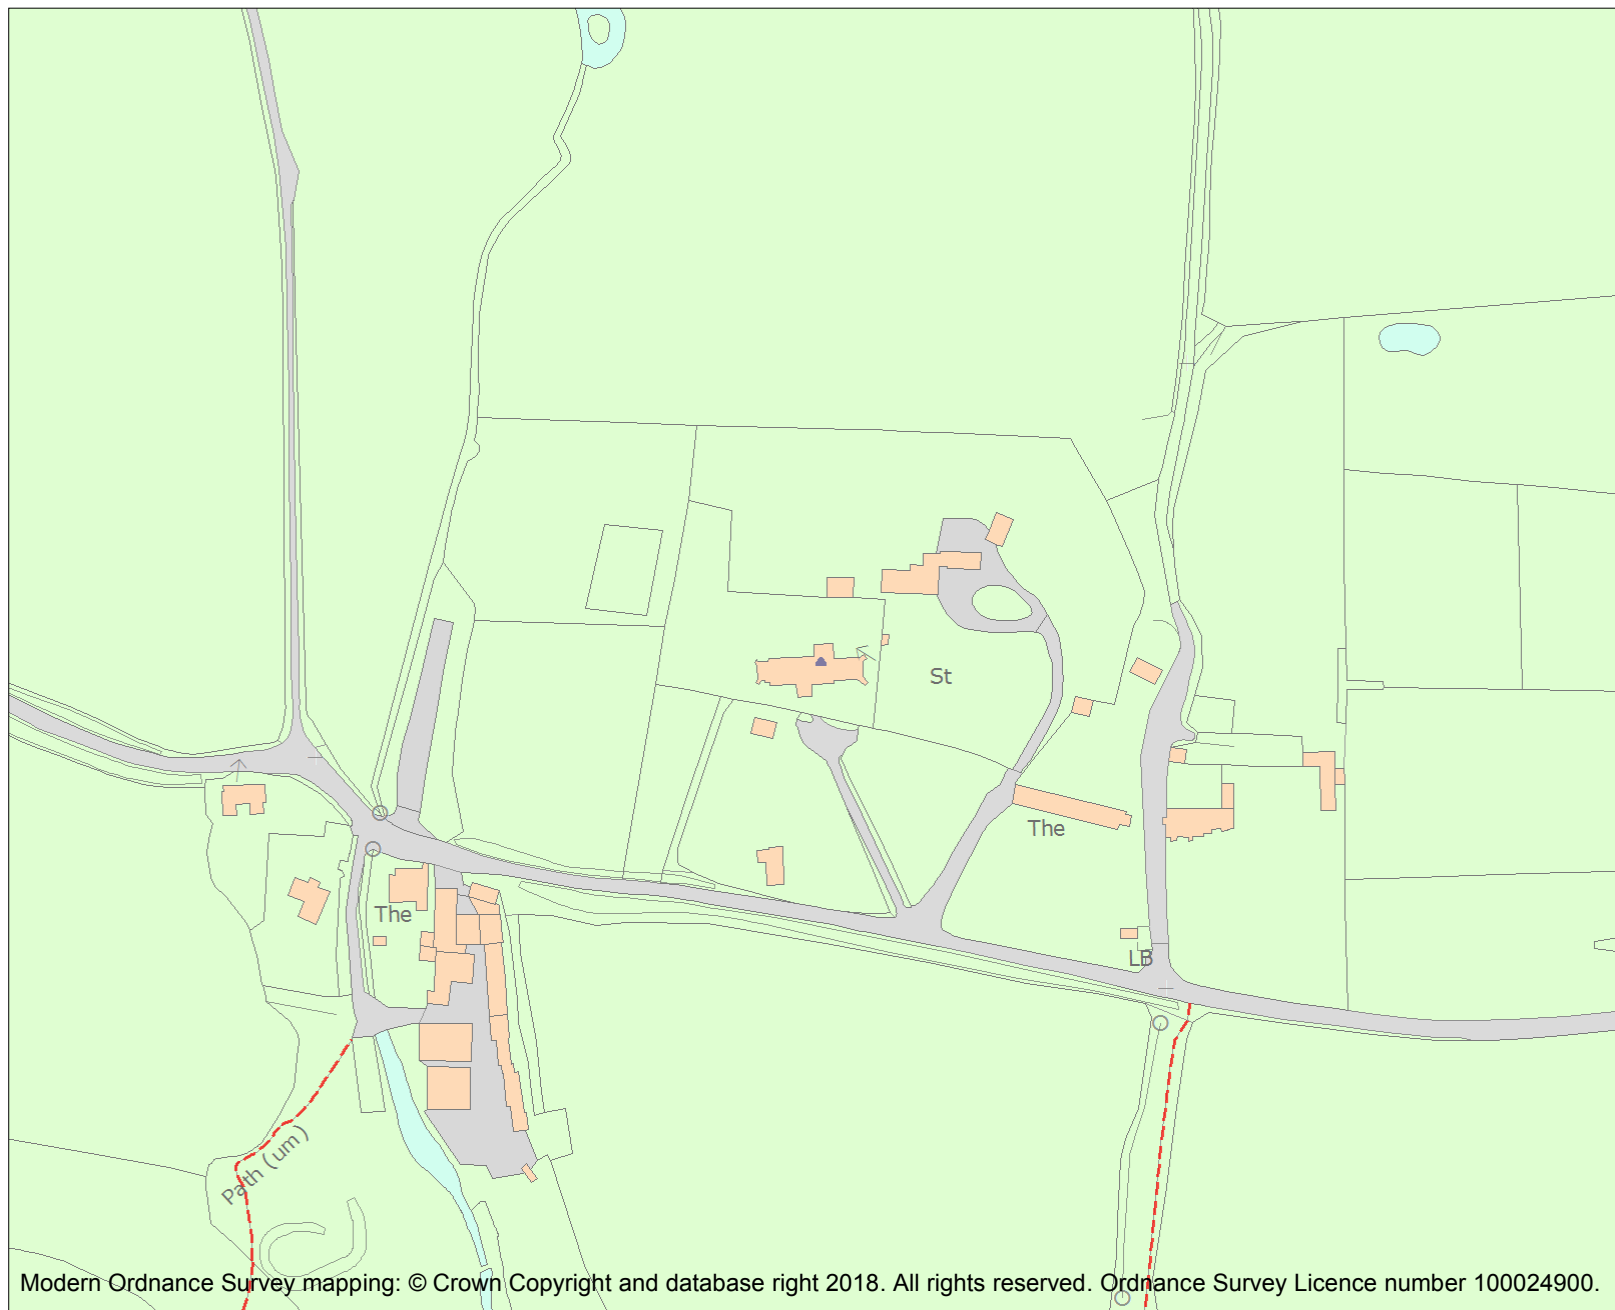 St
The
The
LB
Path (um)
Modern Ordnance Survey mapping: © Crown Copyright and database right 2018. All rights reserved. Ordnance Survey Licence number 100024900.